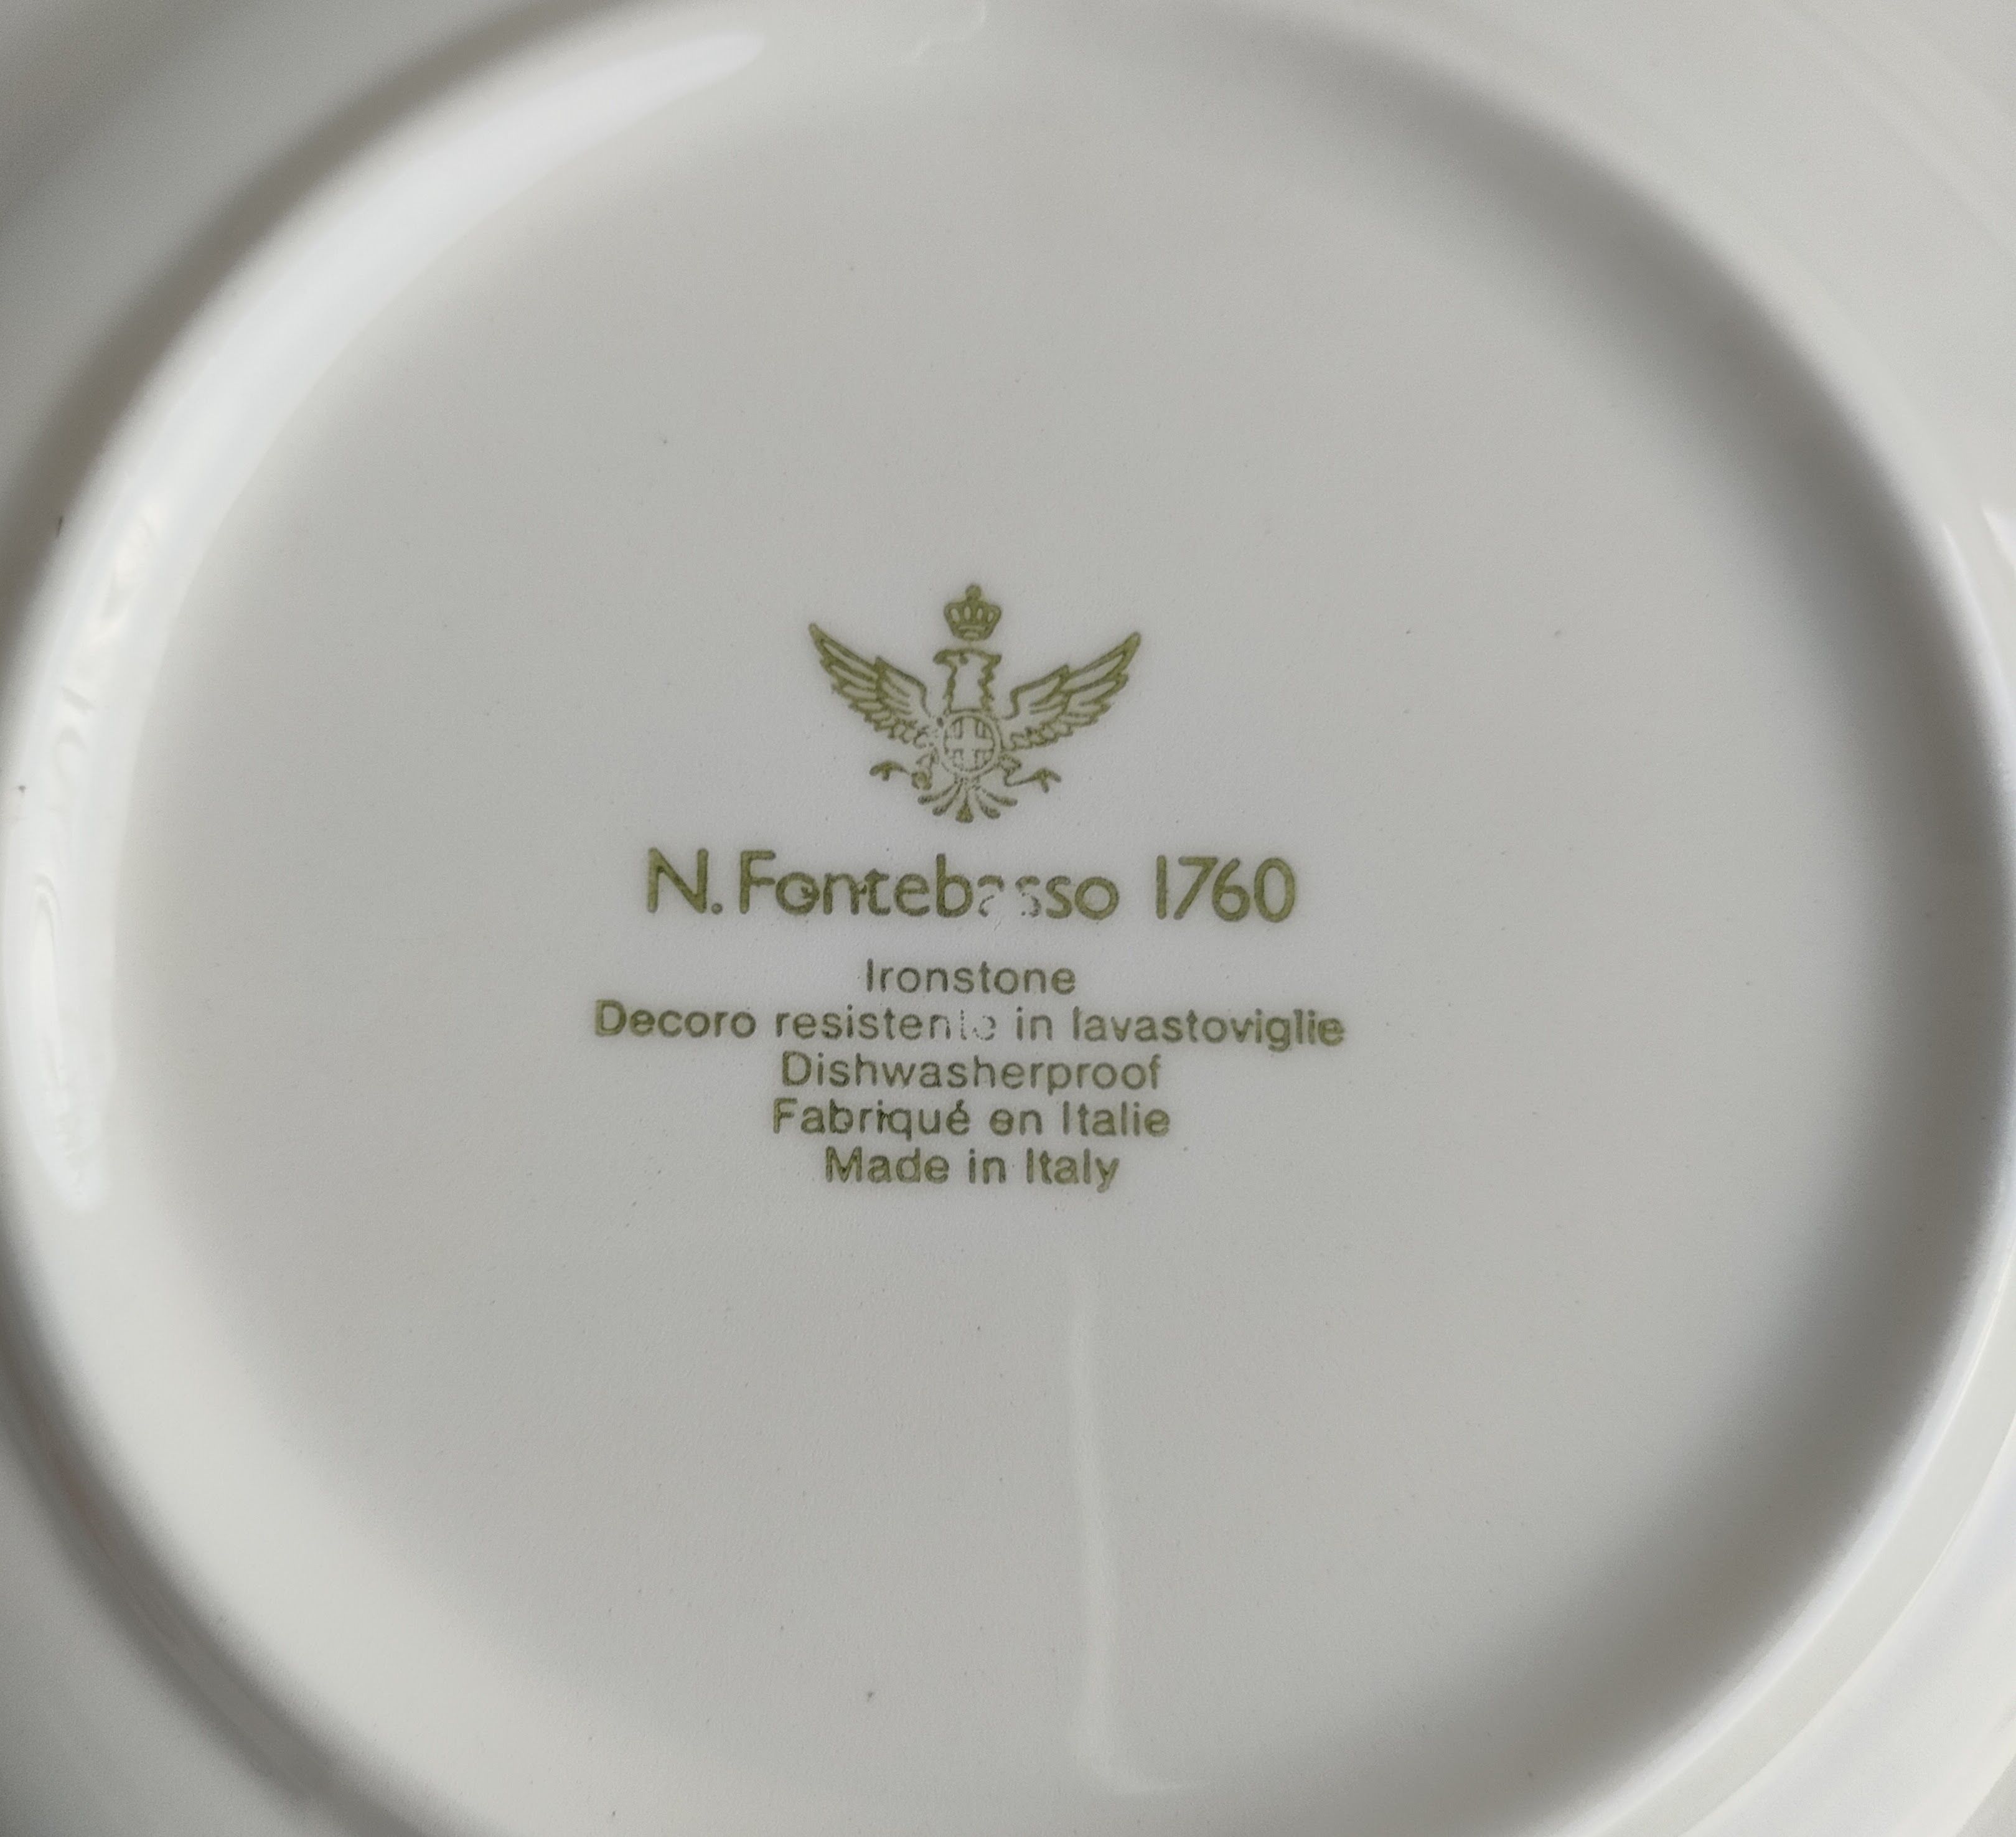 N. Fontebasso 1760
Ironstone
Decoro resistente in lavastoviglie
Dishwasherproof
Fabriqué en Italie
Made in Italy